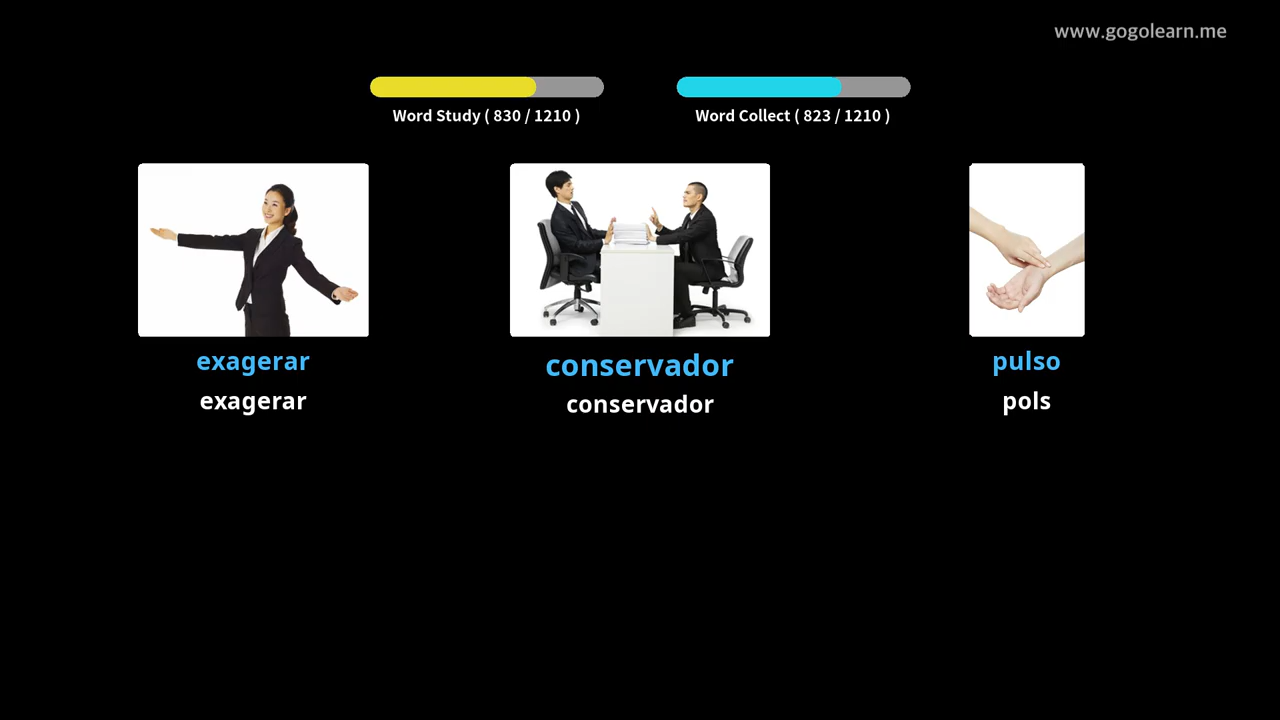 www.gogolearn.me
Word Study ( 830 / 1210 )
Word Collect ( 823 / 1210 )
exagerar
exagerar
conservador
conservador
pulso
pols